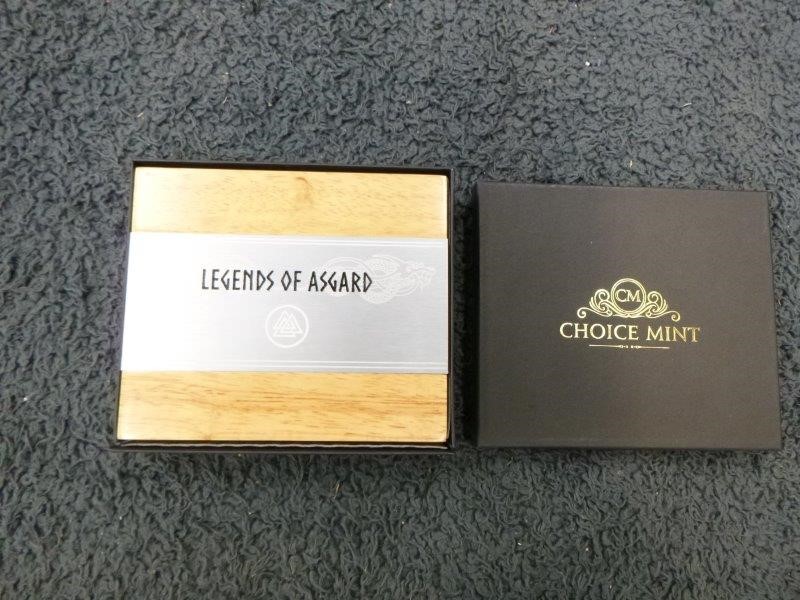 LEGENDS OF ASGARD
CM
CHOICE MINT